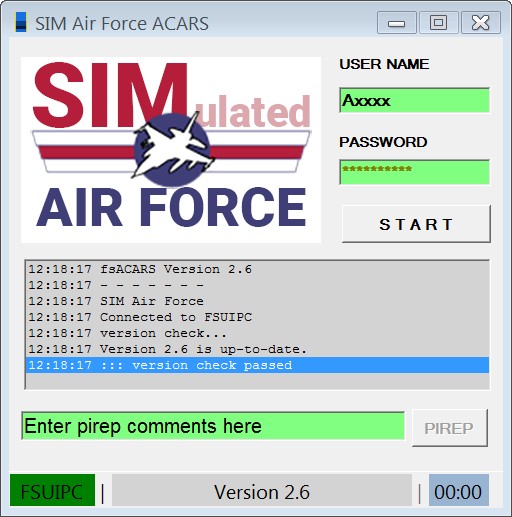 SIM Air Force ACARS
SIMulated
AIR FORCE
USER NAME
Axxxx
PASSWORD
**********
START
12:18:17 fsACARS Version 2.6
12:18:17 - - - - - - -
12:18:17 SIM Air Force
12:18:17 Connected to FSUIPC
12:18:17 version check...
12:18:17 Version 2.6 is up-to-date.
12:18:17 ::: version check passed
Enter pirep comments here
PIREP
FSUIPC | Version 2.6 | 00:00